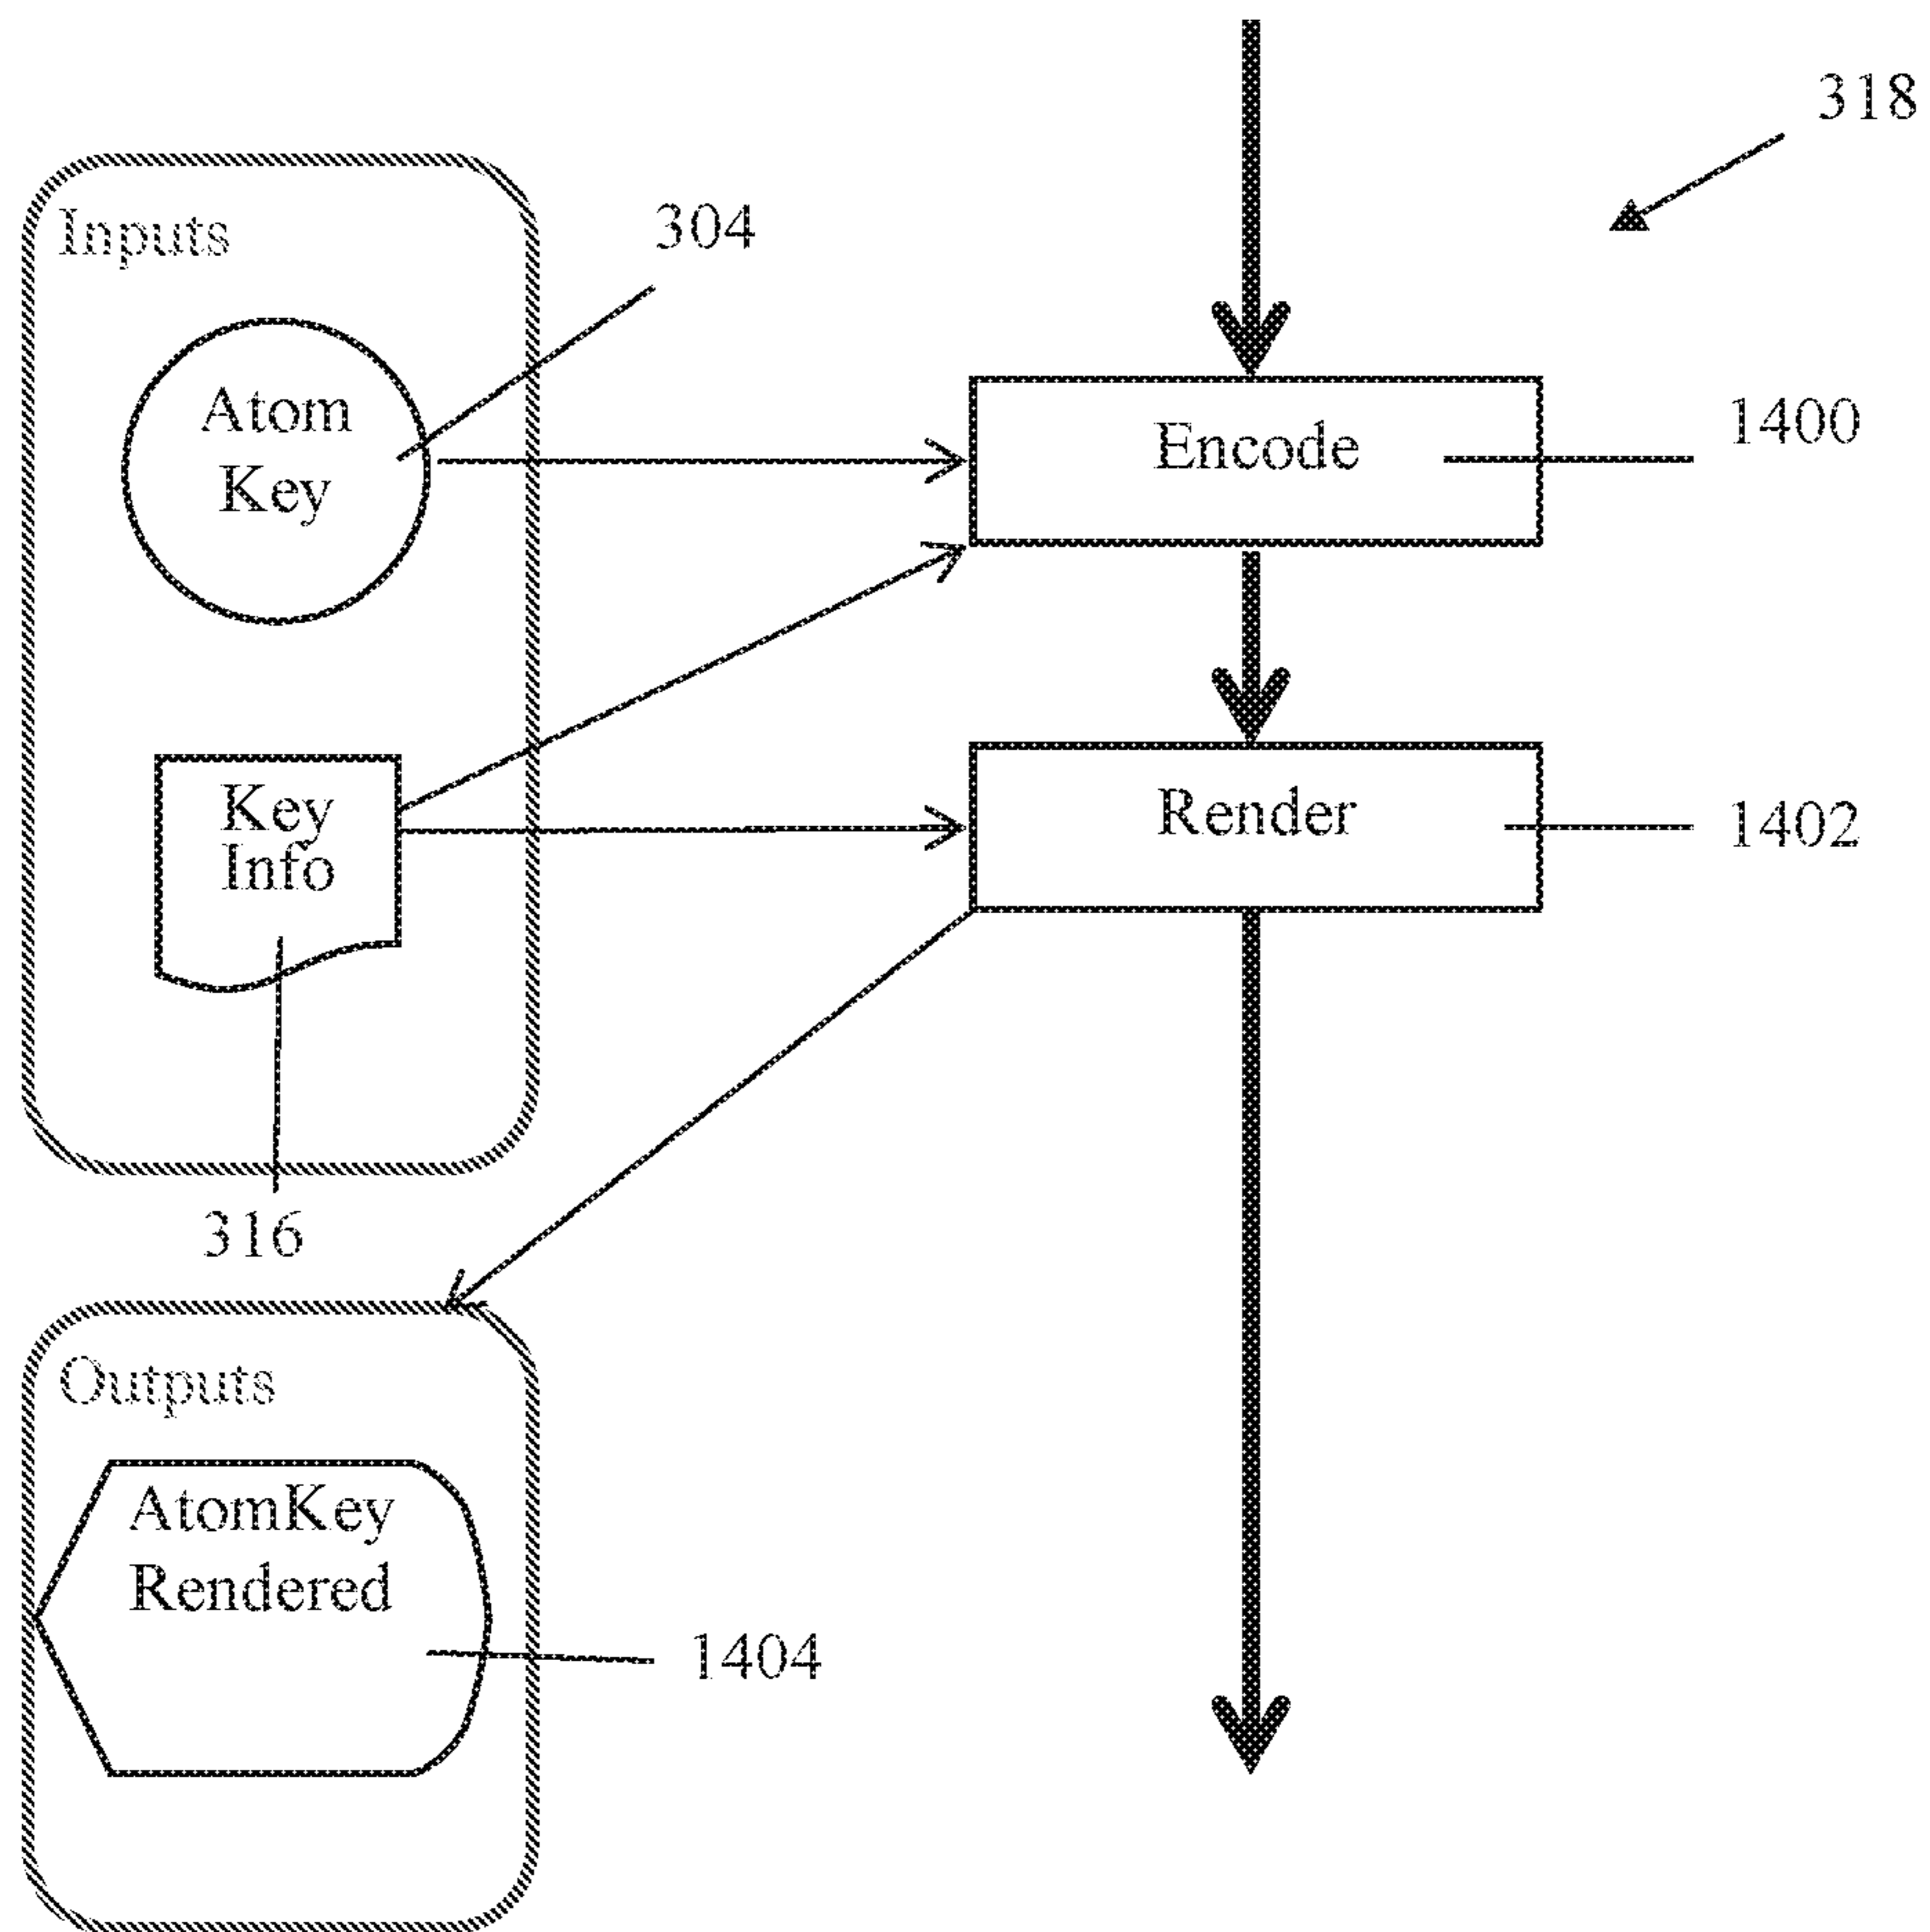 318
Inputs
304
Atom
Key
Encode
1400
Key
Info
Render
1402
316
Outputs
AtomKey
Rendered
1404